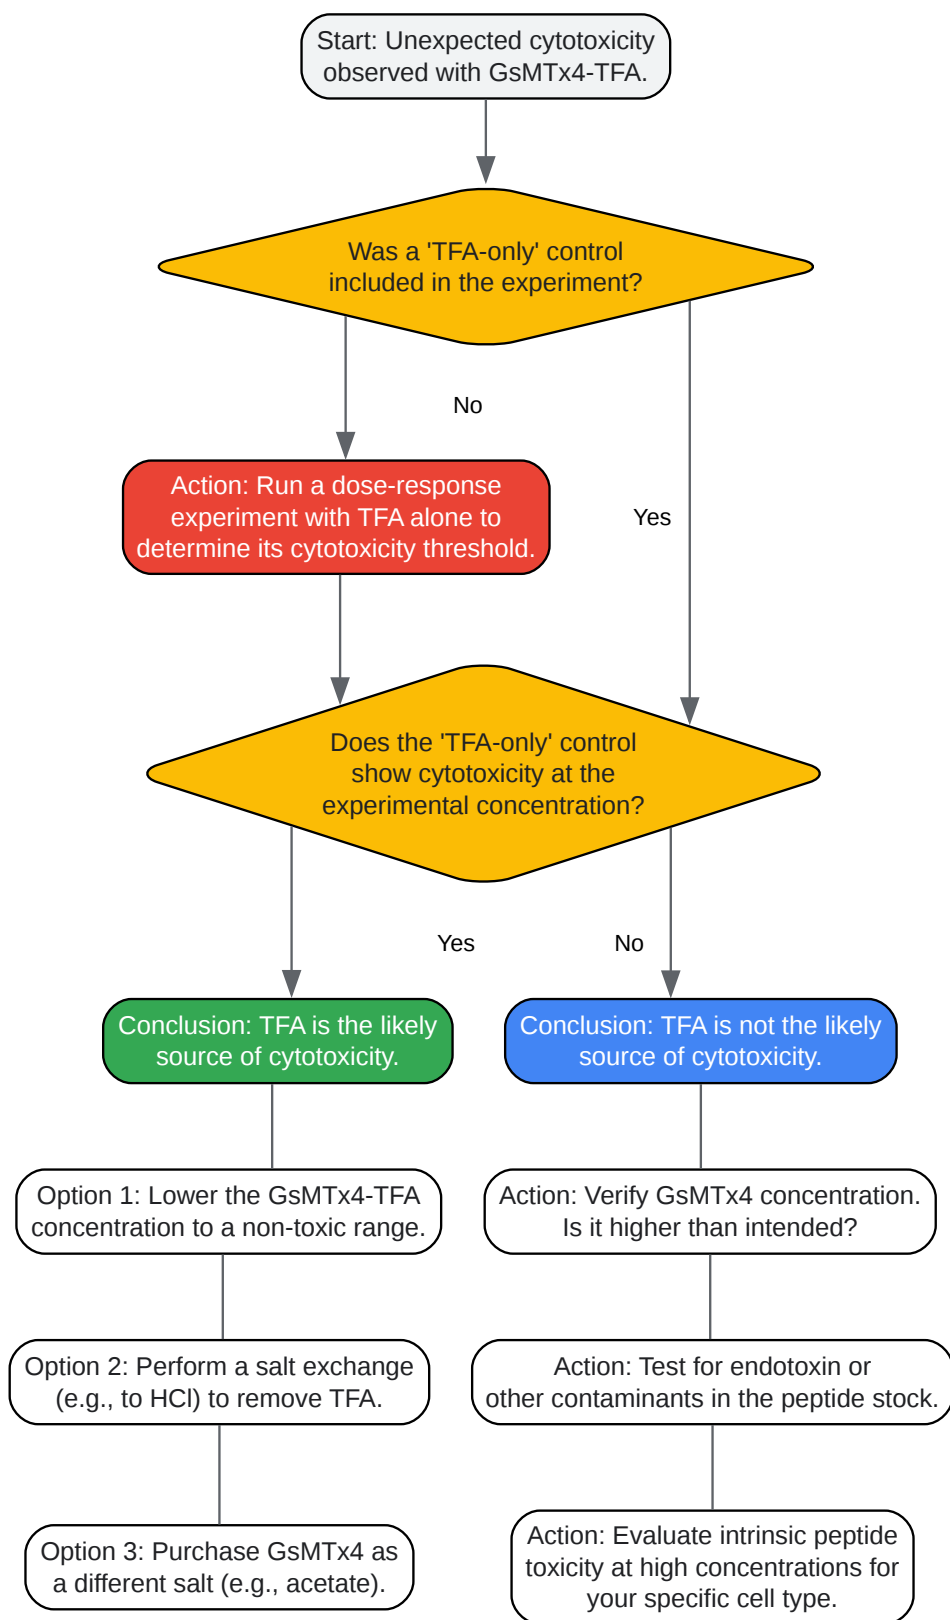 Start: Unexpected cytotoxicity
observed with GsMTx4-TFA.
Was a 'TFA-only' control
included in the experiment?
No
Action: Run a dose-response
experiment with TFA alone to
determine its cytotoxicity threshold.
Yes
Does the 'TFA-only' control
show cytotoxicity at the
experimental concentration?
Yes
No
Conclusion: TFA is the likely
source of cytotoxicity.
Conclusion: TFA is not the likely
source of cytotoxicity.
Option 1: Lower the GsMTx4-TFA
concentration to a non-toxic range.
Action: Verify GsMTx4 concentration.
Is it higher than intended?
Option 2: Perform a salt exchange
(e.g., to HCl) to remove TFA.
Action: Test for endotoxin or
other contaminants in the peptide stock.
Option 3: Purchase GsMTx4 as
a different salt (e.g., acetate).
Action: Evaluate intrinsic peptide
toxicity at high concentrations for
your specific cell type.